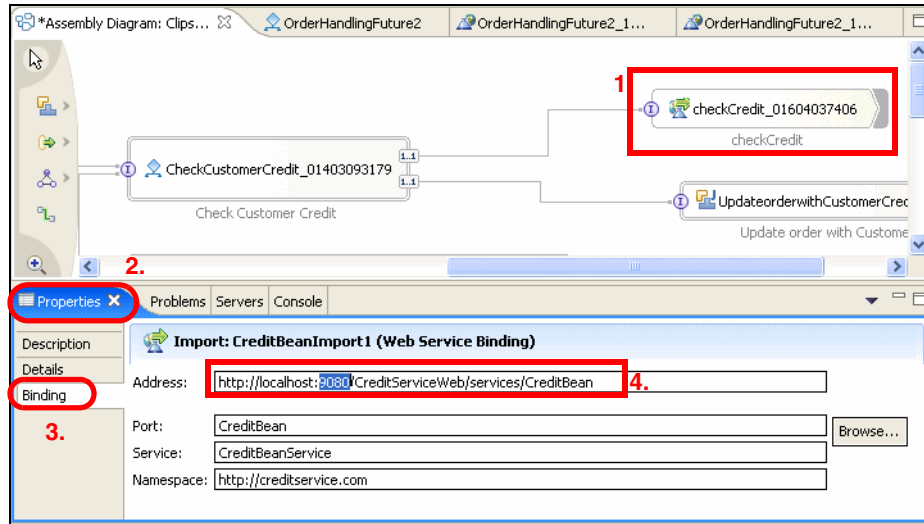 *Assembly Diagram: Clips... OrderHandlingFuture2 OrderHandlingFuture2_1... OrderHandlingFuture2_1...
1
I checkCredit_01604037406
checkCredit
I CheckCustomerCredit_01403093179 1..1
1..1
Check Customer Credit
I UpdateorderwithCustomerCred
Update order with Custome
2.
Properties Problems Servers Console
Description
Details
Binding
3.
Import: CreditBeanImport1 (Web Service Binding)
Address: http://localhost:9080/CreditServiceWeb/services/CreditBean 4.
Port: CreditBean Browse...
Service: CreditBeanService
Namespace: http://creditservice.com